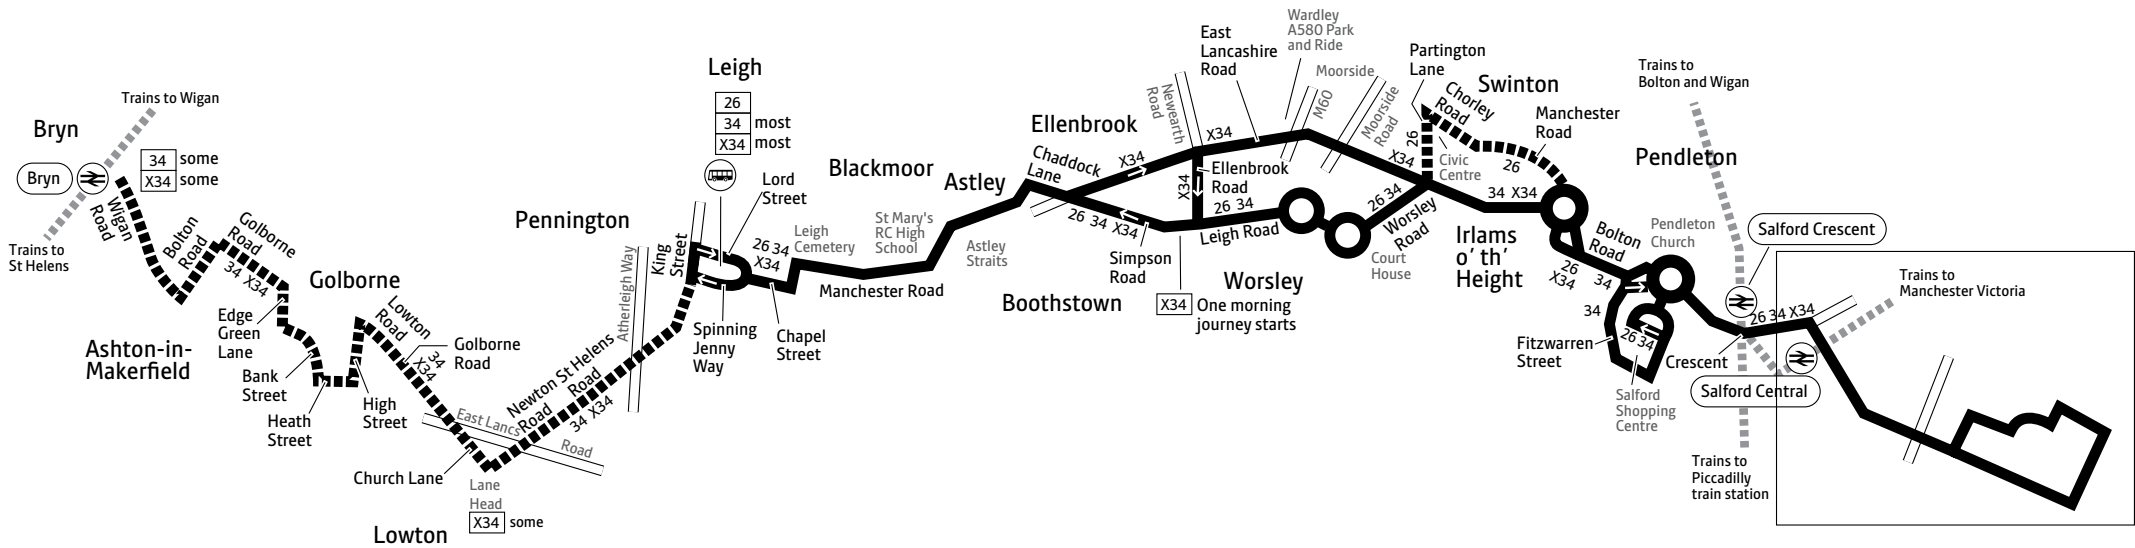 Bryn
Bryn
Trains to Wigan
34 some
X34 some
Trains to
St Helens
Wigan
Road
Bolton
Road
Golborne
Road
34 X34
Edge
Green
Lane
Ashton-in-
Makerfield
Bank
Street
Heath
Street
Golborne
High
Street
Lowton
Road
34
X34
Golborne
Road
East Lancs
Road
Church Lane
Lane
Head
X34 some
Lowton
Newton St Helens
Road Road
34 X34
Pennington
Atherleigh Way
King
Street
Leigh
26
34 most
X34 most
Lord
Street
Spinning
Jenny
Way
26 34
X34
Chapel
Street
Leigh
Cemetery
Manchester Road
Blackmoor
St Mary's
RC High
School
Astley
Astley
Straits
Ellenbrook
Chaddock
Lane
X34
26 34 X34
Boothstown
Simpson
Road
X34 One morning
journey starts
Newearth
Road
X34
X34
Ellenbrook
Road
26 34
Leigh Road
Worsley
East
Lancashire
Road
Wardley
A580 Park
and Ride
M60
Moorside
Moorside
Road
X34
26 34
Worsley
Road
Court
House
Partington
Lane
26
Civic
Centre
Chorley
Road
Swinton
Manchester
Road
26
34 X34
Irlams
o' th'
Height
Bolton
Road
26
X34
34
34
Fitzwarren
Street
26 34
Salford
Shopping
Centre
Pendleton
Pendleton
Church
Trains to
Bolton and Wigan
Salford Crescent
26 34 X34
Crescent
Salford Central
Trains to
Manchester Victoria
Trains to
Piccadilly
train station